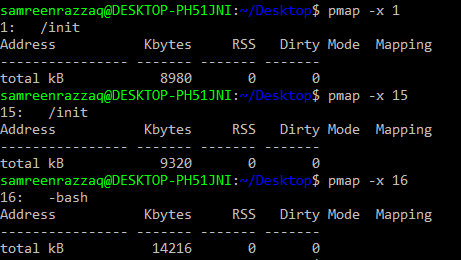 samreenrazzaq@DESKTOP-PH51JNI:~/Desktop$ pmap -x 1
1:   /init
Address           Kbytes     RSS   Dirty Mode  Mapping
---------------- ------- ------- -------
total kB            8980       0       0
samreenrazzaq@DESKTOP-PH51JNI:~/Desktop$ pmap -x 15
15:   /init
Address           Kbytes     RSS   Dirty Mode  Mapping
---------------- ------- ------- -------
total kB            9320       0       0
samreenrazzaq@DESKTOP-PH51JNI:~/Desktop$ pmap -x 16
16:   -bash
Address           Kbytes     RSS   Dirty Mode  Mapping
---------------- ------- ------- -------
total kB           14216       0       0